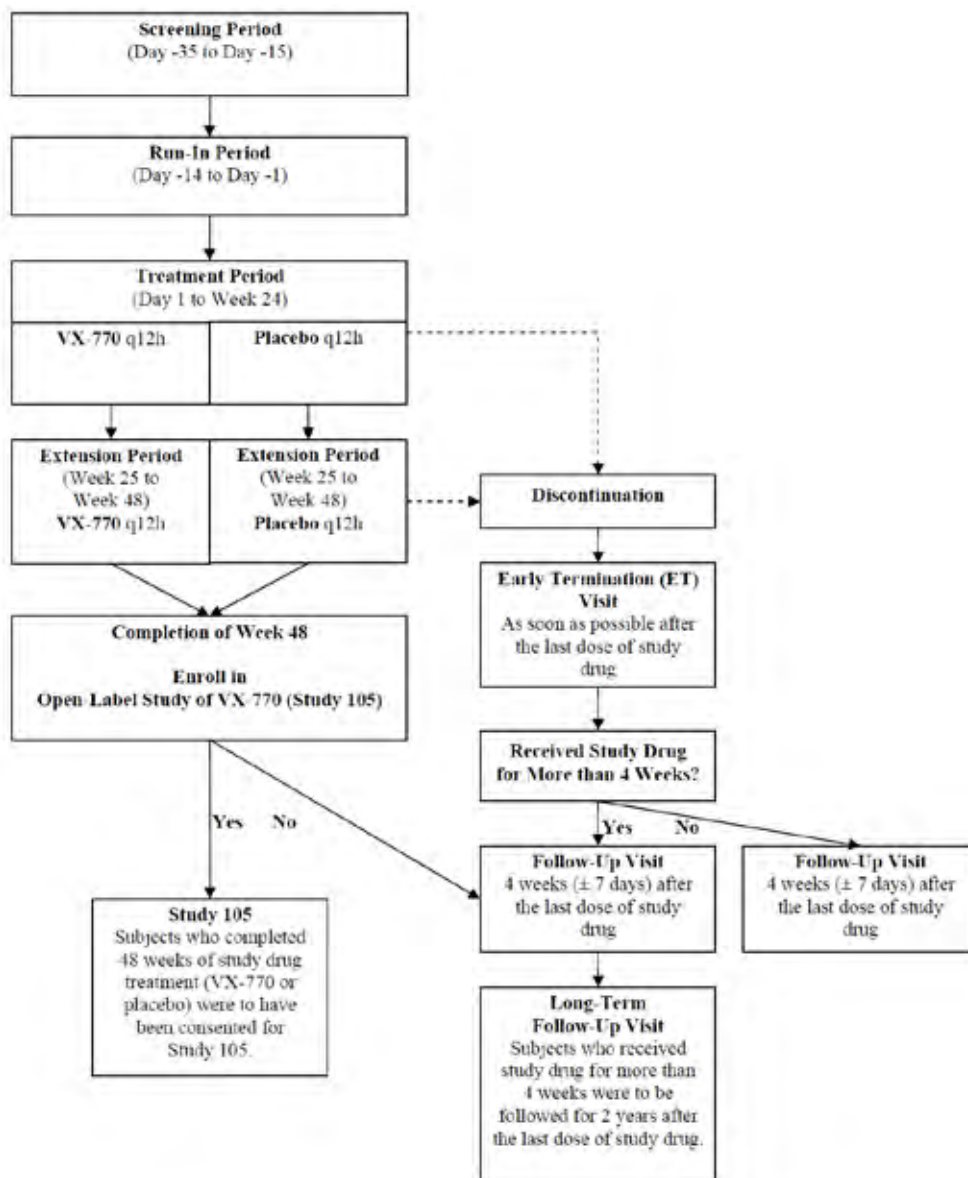 Screening Period
(Day -35 to Day -15)
Run-In Period
(Day -14 to Day -1)
Treatment Period
(Day 1 to Week 24)
VX-770 q12h
Placebo q12h
Extension Period
(Week 25 to
Week 48)
VX-770 q12h
Extension Period
(Week 25 to
Week 48)
Placebo q12h
Discontinuation
Early Termination (ET)
Visit
As soon as possible after
the last dose of study
drug
Completion of Week 48
Enroll in
Open-Label Study of VX-770 (Study 105)
Received Study Drug
for More than 4 Weeks?
Yes No
Yes No
Follow-Up Visit
4 weeks (± 7 days) after
the last dose of study
drug
Follow-Up Visit
4 weeks (± 7 days) after
the last dose of study
drug
Study 105
Subjects who completed
48 weeks of study drug
treatment (VX-770 or
placebo) were to have
been consented for
Study 105.
Long-Term
Follow-Up Visit
Subjects who received
study drug for more than
4 weeks were to be
followed for 2 years after
the last dose of study drug.